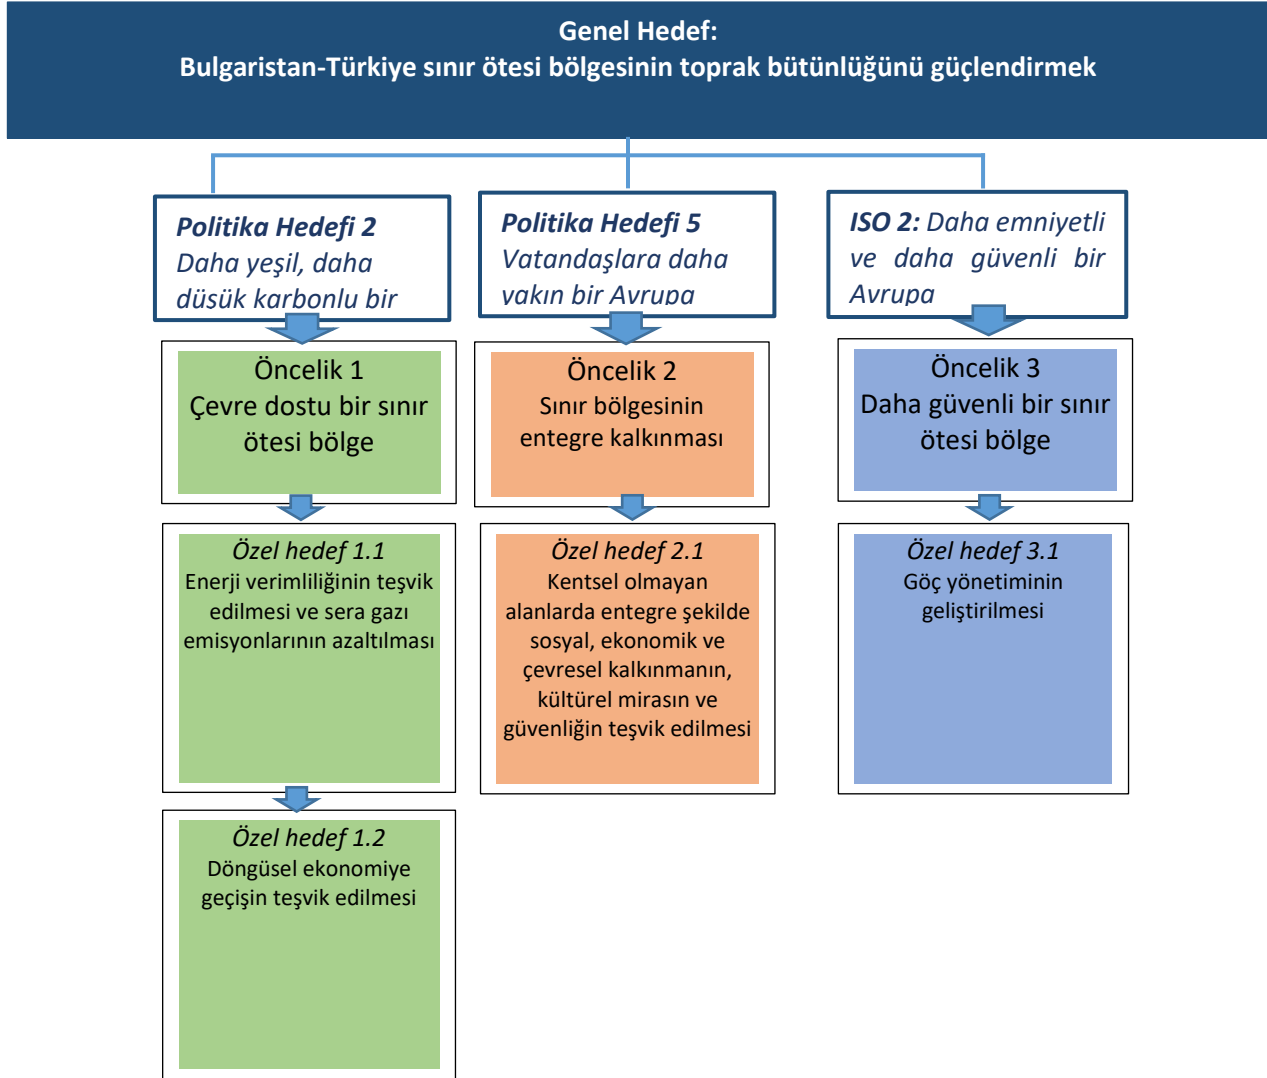 Genel Hedef:
Bulgaristan-Türkiye sınır ötesi bölgesinin toprak bütünlüğünü güçlendirmek
Politika Hedefi 2
Daha yeşil, daha
düşük karbonlu bir
Politika Hedefi 5
Vatandaşlara daha
yakın bir Avrupa
ISO 2: Daha emniyetli
ve daha güvenli bir
Avrupa
Öncelik 1
Çevre dostu bir sınır
ötesi bölge
Öncelik 2
Sınır bölgesinin
entegre kalkınması
Öncelik 3
Daha güvenli bir sınır
ötesi bölge
Özel hedef 1.1
Enerji verimliliğinin teşvik
edilmesi ve sera gazı
emisyonlarının azaltılması
Özel hedef 2.1
Kentsel olmayan
alanlarda entegre şekilde
sosyal, ekonomik ve
çevresel kalkınmanın,
kültürel mirasın ve
güvenliğin teşvik edilmesi
Özel hedef 3.1
Göç yönetiminin
geliştirilmesi
Özel hedef 1.2
Döngüsel ekonomiye
geçişin teşvik edilmesi